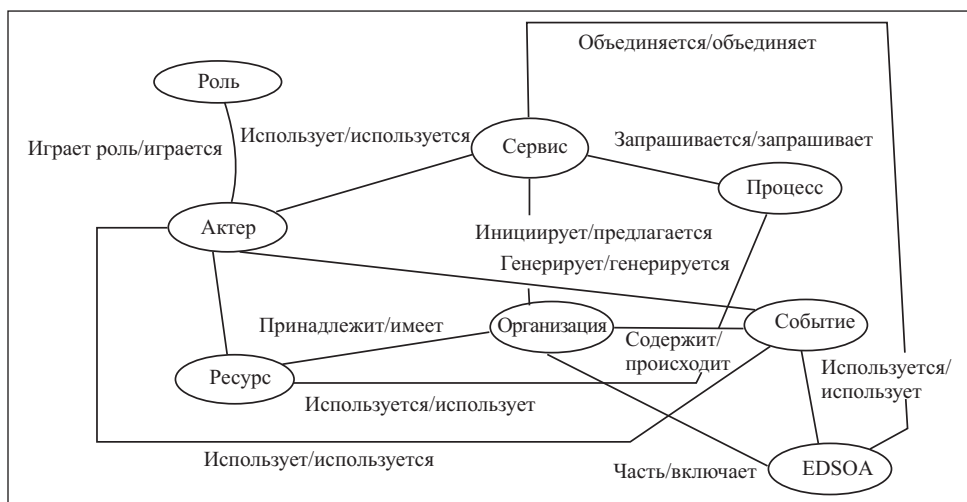 Объединяется/объединяет
Роль
Использует/используется
Сервис
Запрашивается/запрашивает
Играет роль/играется
Процесс
Актер
Инициирует/предлагается
Генерирует/генерируется
Принадлежит/имеет
Организация
Событие
Содержит/
происходит
Ресурс
Используется/
использует
Используется/использует
Использует/используется
Часть/включает
EDSOA